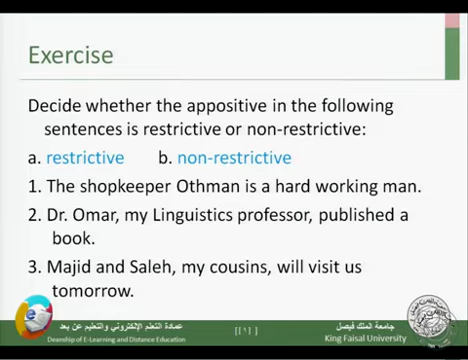 Exercise
Decide whether the appositive in the following
sentences is restrictive or non-restrictive:
a. restrictive b. non-restrictive
1. The shopkeeper Othman is a hard working man.
2. Dr. Omar, my Linguistics professor, published a
book.
3. Majid and Saleh, my cousins, will visit us
tomorrow.
عمادة التعلم الإلكتروني والتعليم عن بعد
Deanship of E-Learning and Distance Education
[١٩]
جامعة الملك فيصل
King Faisal University